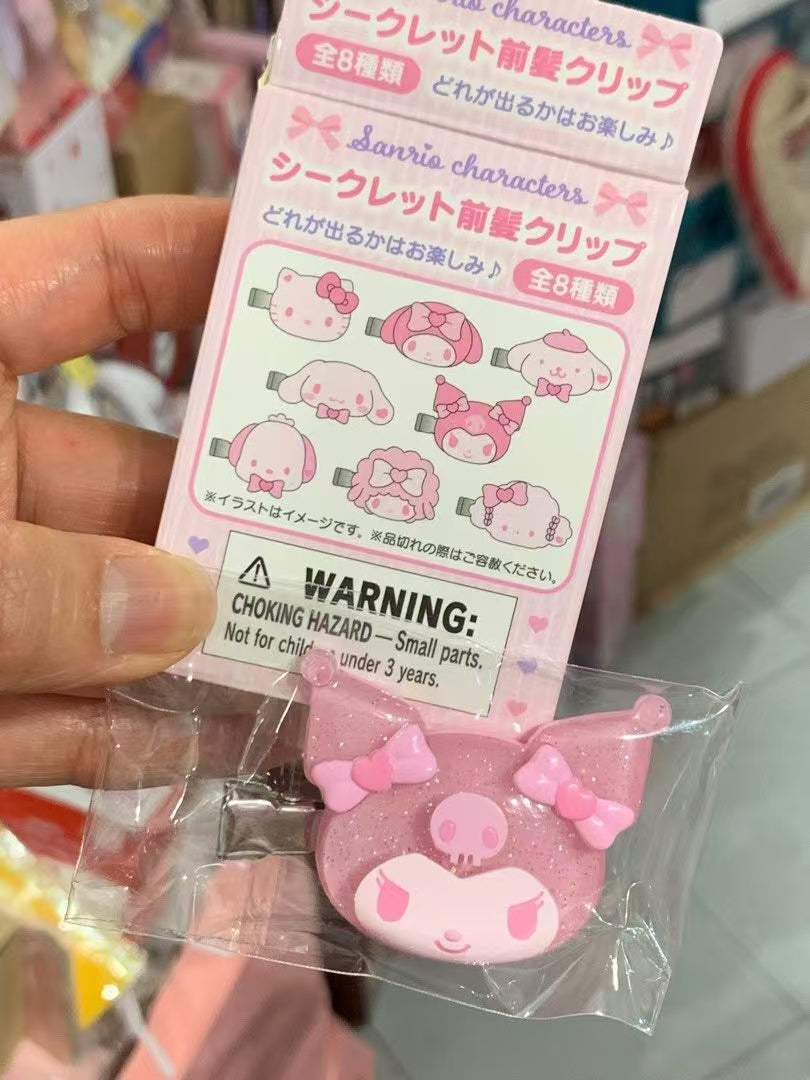 Sanrio characters
シークレット前髪クリップ
全8種類
どれが出るかはお楽しみ♪
Sanrio characters
シークレット前髪クリップ
どれが出るかはお楽しみ♪
全8種類
※イラストはイメージです。※品切れの際はご容赦ください。
WARNING:
CHOKING HAZARD — Small parts.
Not for children under 3 years.